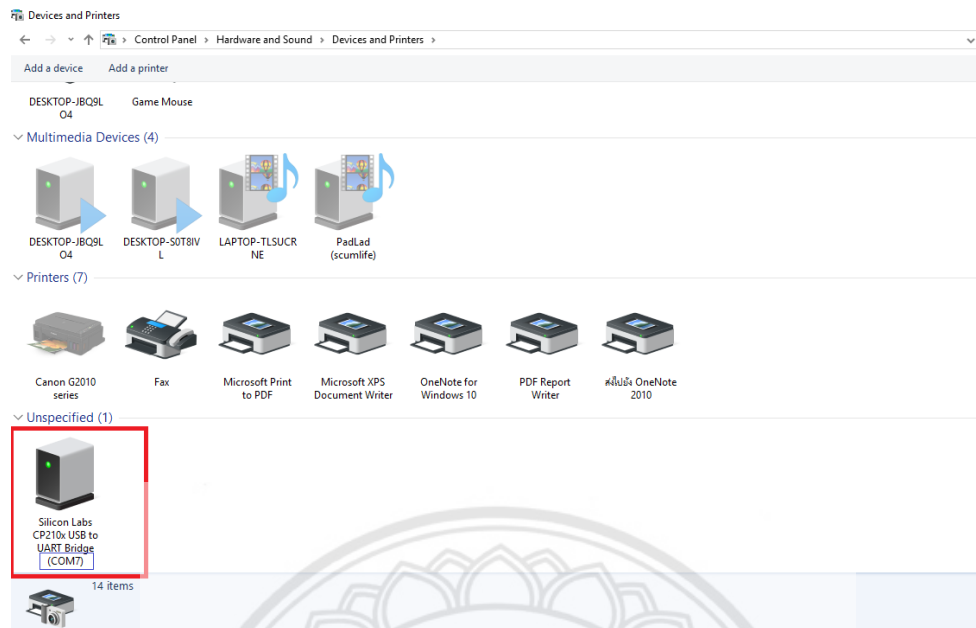 Devices and Printers
Control Panel > Hardware and Sound > Devices and Printers >
Add a device Add a printer
DESKTOP-JBQ9L
O4
Game Mouse
Multimedia Devices (4)
DESKTOP-JBQ9L
O4
DESKTOP-S0T8IV
L
LAPTOP-TLSUCR
NE
PadLad
(scumlife)
Printers (7)
Canon G2010
series
Fax
Microsoft Print
to PDF
Microsoft XPS
Document Writer
OneNote for
Windows 10
PDF Report
Writer
ส่งไปยัง OneNote
2010
Unspecified (1)
Silicon Labs
CP210x USB to
UART Bridge
(COM7)
14 items